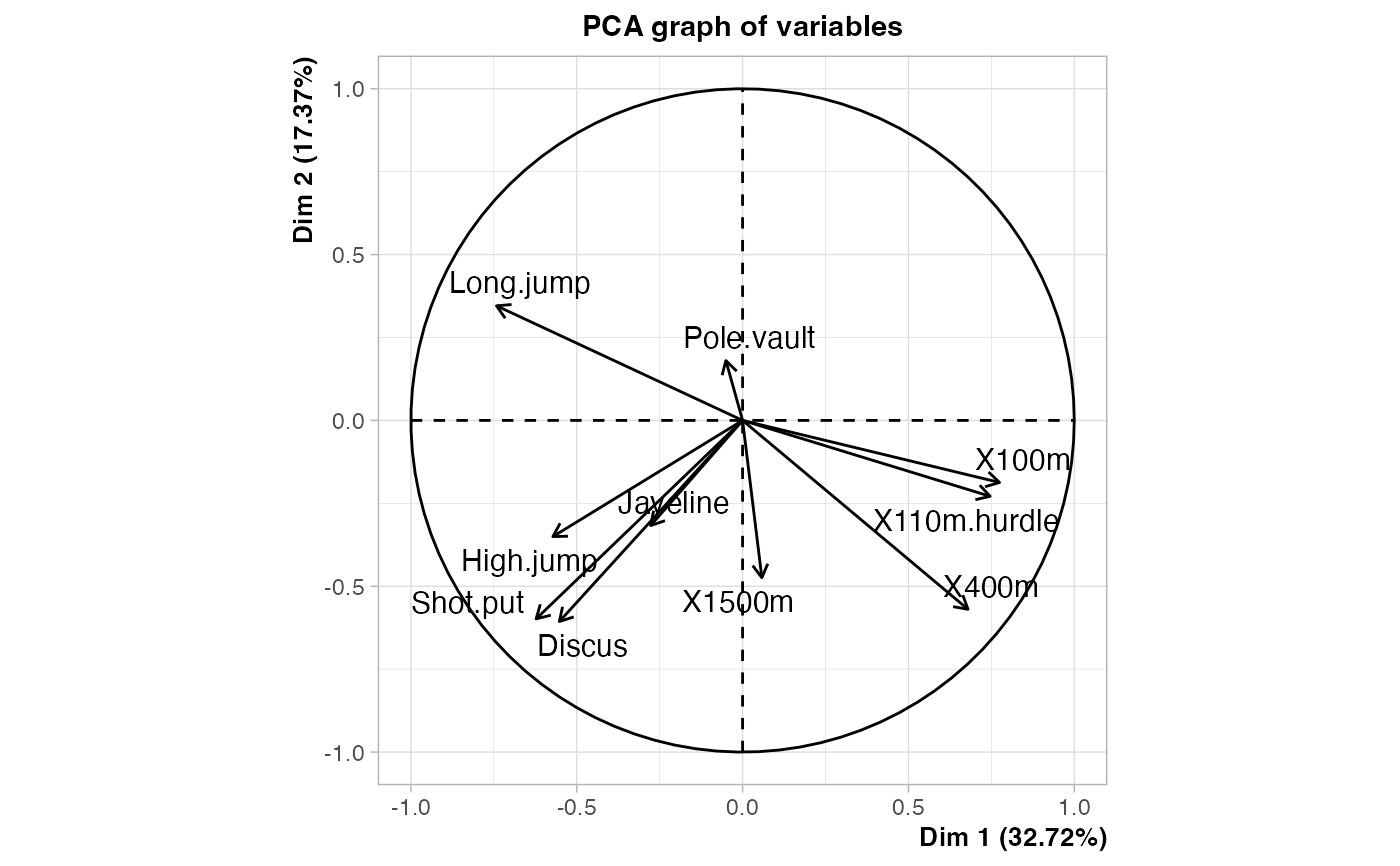 PCA graph of variables
Dim 2 (17.37%)
1.0
0.5
0.0
-0.5
-1.0
Long.jump
Pole.vault
X100m
Javeline
X110m.hurdle
High.jump
X400m
Shot.put
X1500m
Discus
-1.0
-0.5
0.0
0.5
1.0
Dim 1 (32.72%)